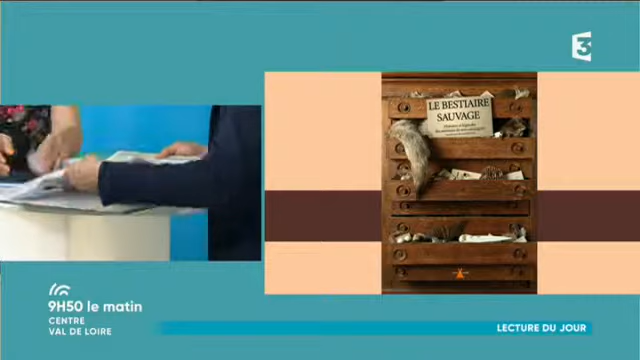 3
LE BESTIAIRE
SAUVAGE
9H50 le matin
CENTRE
VAL DE LOIRE
LECTURE DU JOUR